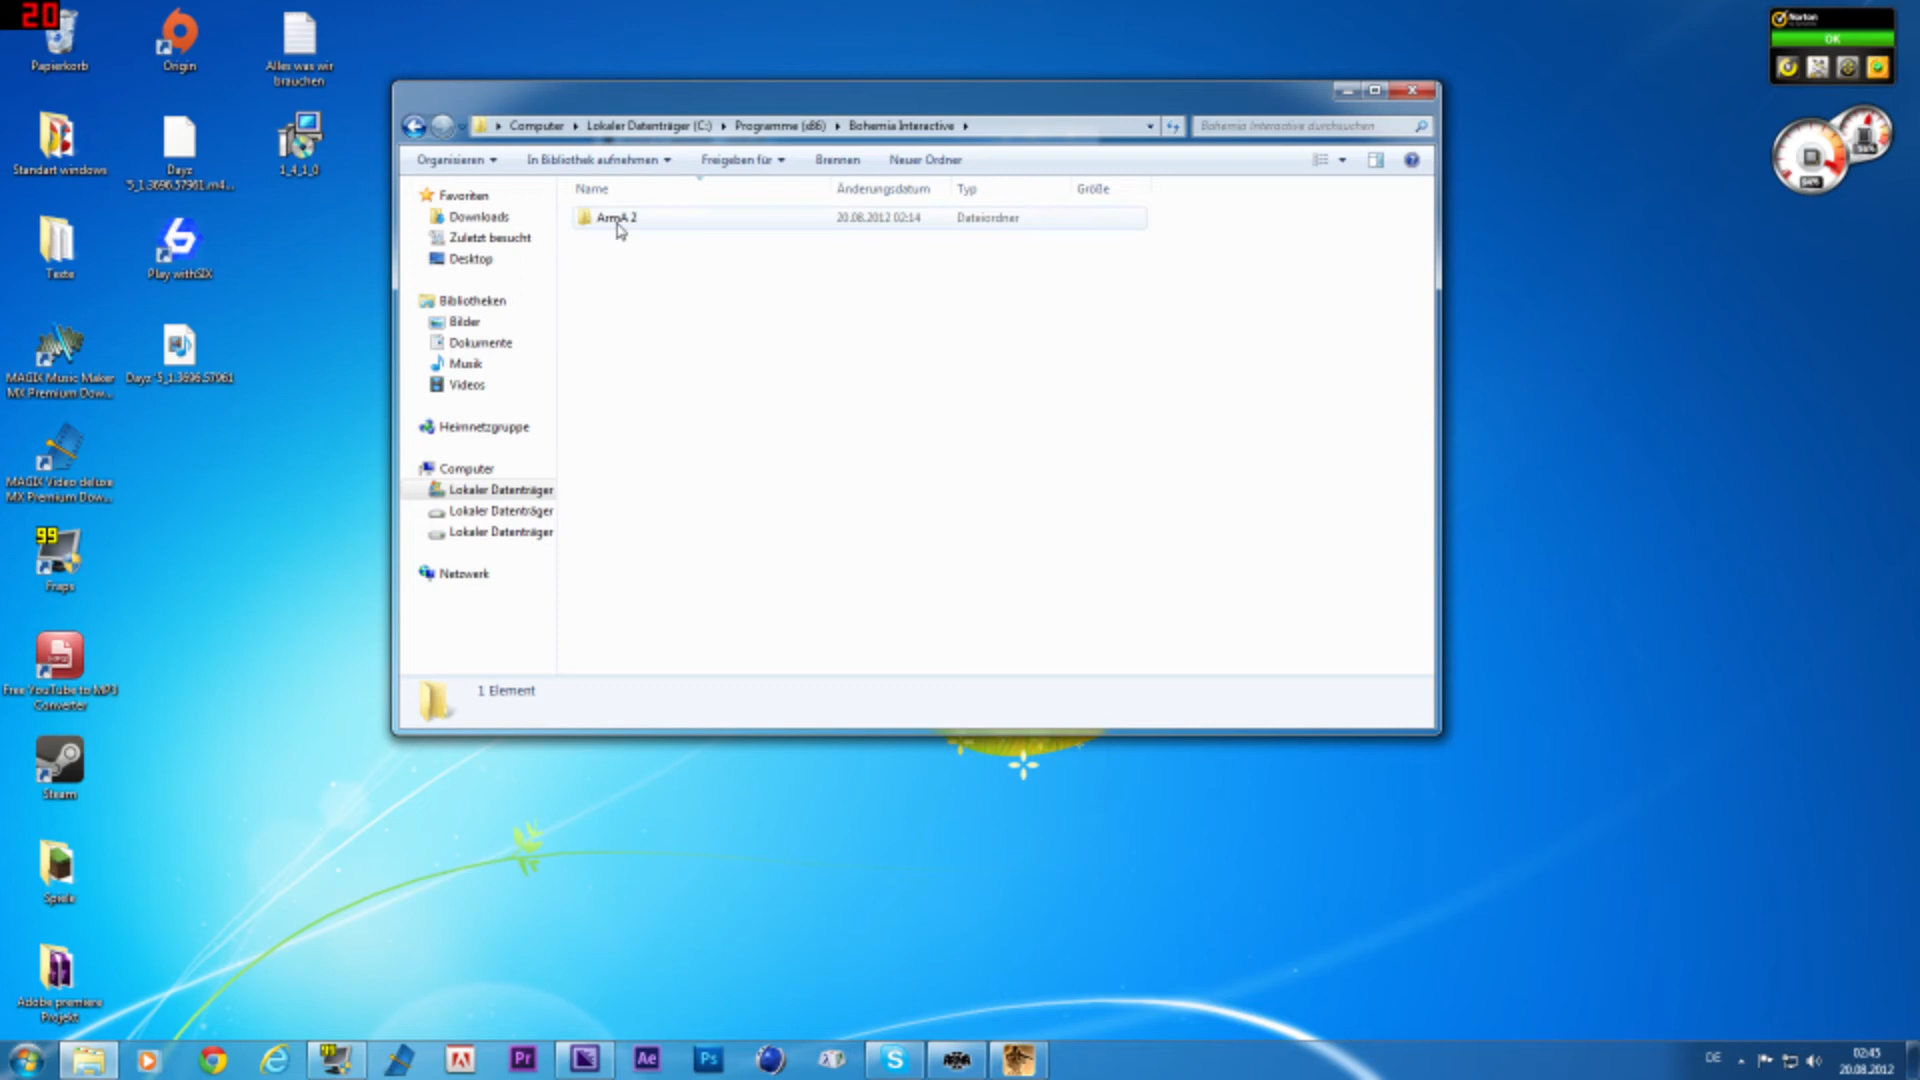 20
Papierkorb
Origin
Alles was wir
brauchen
Standart windows
Dayz
5_1.3696.57961.m4...
1_4_1_0
Texte
Play withSIX
MAGIX Music Maker
MX Premium Dow...
Dayz '5_1.3696.57961
MAGIX Video deluxe
MX Premium Dow...
99
Fraps
Free YouTube to MP3
Converter
Steam
Spiele
Adobe premiere
Projekt
Computer
Lokaler Datenträger (C:)
Programme (x86)
Bohemia Interactive
Bohemia Interactive durchsuchen
Organisieren
In Bibliothek aufnehmen
Freigeben für
Brennen
Neuer Ordner
Favoriten
Downloads
Zuletzt besucht
Desktop
Bibliotheken
Bilder
Dokumente
Musik
Videos
Heimnetzgruppe
Computer
Lokaler Datenträger
Lokaler Datenträger
Lokaler Datenträger
Netzwerk
Name
Änderungsdatum
Typ
Größe
ArmA 2
20.08.2012 02:14
Dateiordner
1 Element
Norton
OK
Pr
Ae
Ps
DE
02:45
20.08.2012